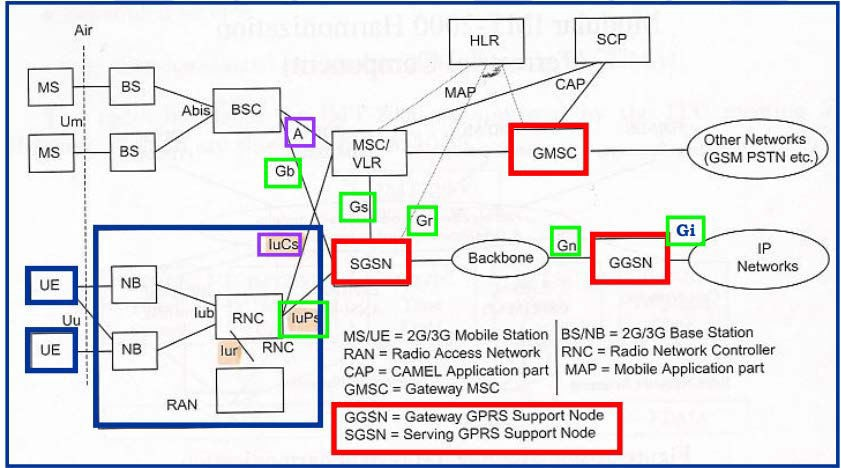 Air
HLR
SCP
MS
BS
BSC
Abis
Um
MS
BS
A
MAP
CAP
MSC/
VLR
GMSC
Other Networks
(GSM PSTN etc.)
Gb
Gs
Gr
IuCs
SGSN
Backbone
Gn
GGSN
Gi
IP
Networks
UE
NB
Uu
Iub
RNC
IuPs
UE
NB
Iur
RNC
RAN
MS/UE = 2G/3G Mobile Station
RAN = Radio Access Network
CAP = CAMEL Application part
GMSC = Gateway MSC
BS/NB = 2G/3G Base Station
RNC = Radio Network Controller
MAP = Mobile Application part
GGSN = Gateway GPRS Support Node
SGSN = Serving GPRS Support Node